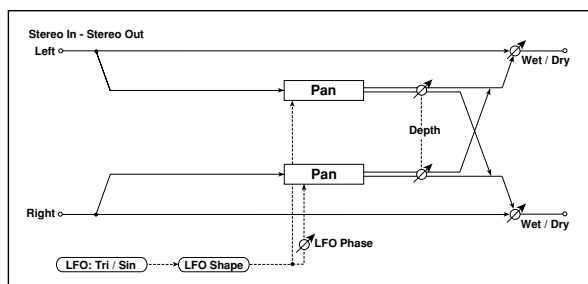 Stereo In - Stereo Out
Left
Wet / Dry
Pan
Depth
Pan
Right
Wet / Dry
LFO Phase
LFO: Tri / Sin
LFO Shape